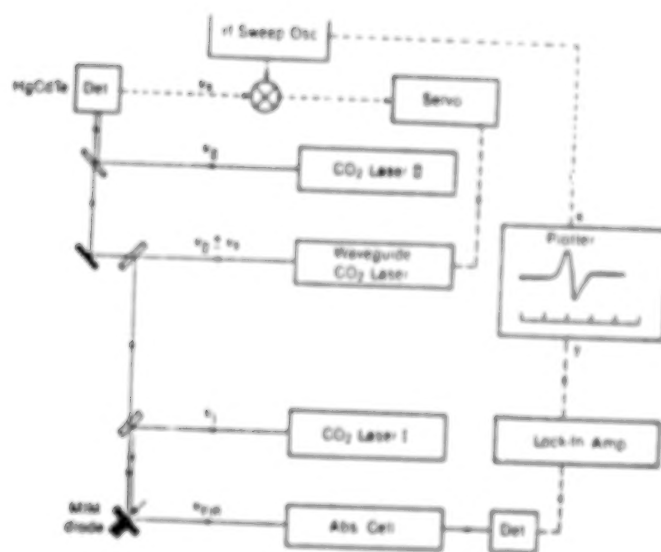 rf Sweep Osc
HgCdTe
Det
Servo
CO₂ Laser II
Waveguide
CO₂ Laser
Plotter
x
y
CO₂ Laser I
Lock-In Amp
MIM
diode
Abs. Cell
Det